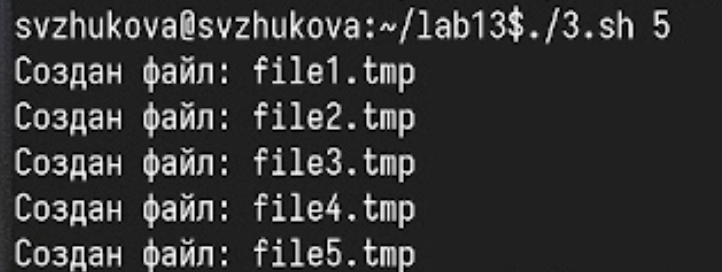 svzhukova@svzhukova:~/lab13$./3.sh 5
Создан файл: file1.tmp
Создан файл: file2.tmp
Создан файл: file3.tmp
Создан файл: file4.tmp
Создан файл: file5.tmp